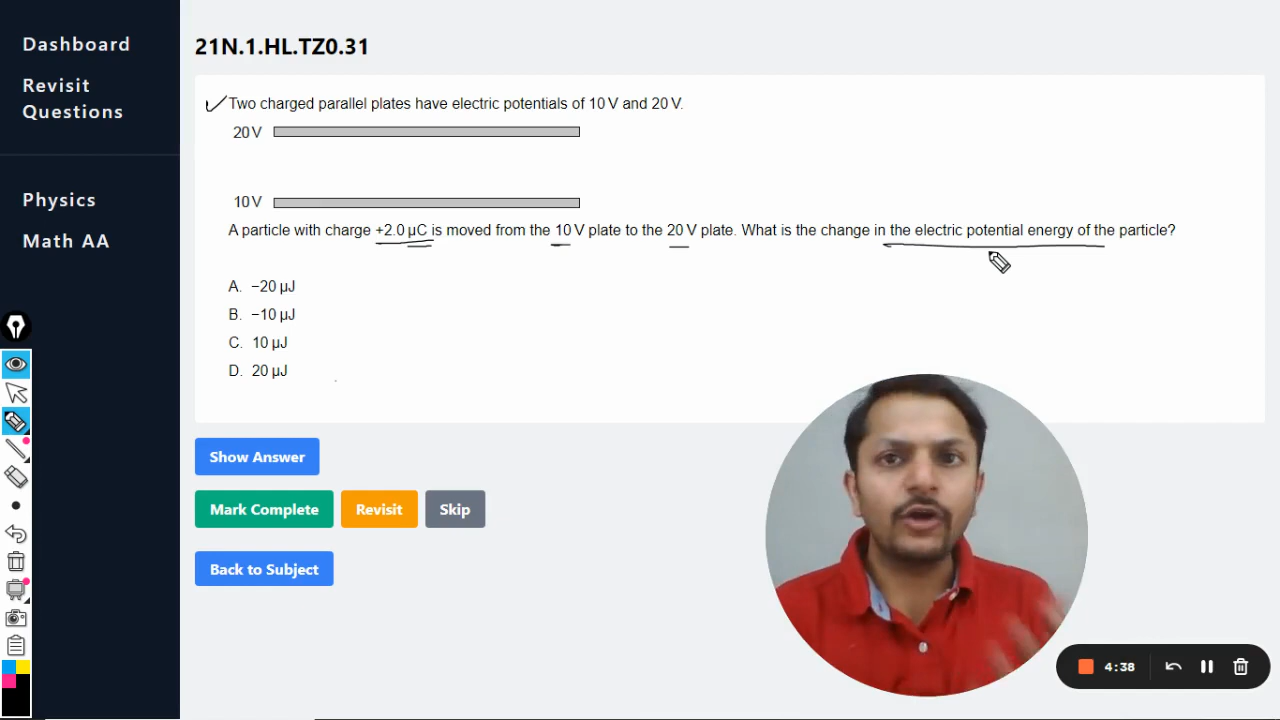 Dashboard
Revisit
Questions
Physics
Math AA
21N.1.HL.TZ0.31
Two charged parallel plates have electric potentials of 10 V and 20 V.
20 V
10 V
A particle with charge +2.0 μC is moved from the 10 V plate to the 20 V plate. What is the change in the electric potential energy of the particle?
A. −20 μJ
B. −10 μJ
C. 10 μJ
D. 20 μJ
Show Answer
Mark Complete Revisit Skip
Back to Subject
4:38